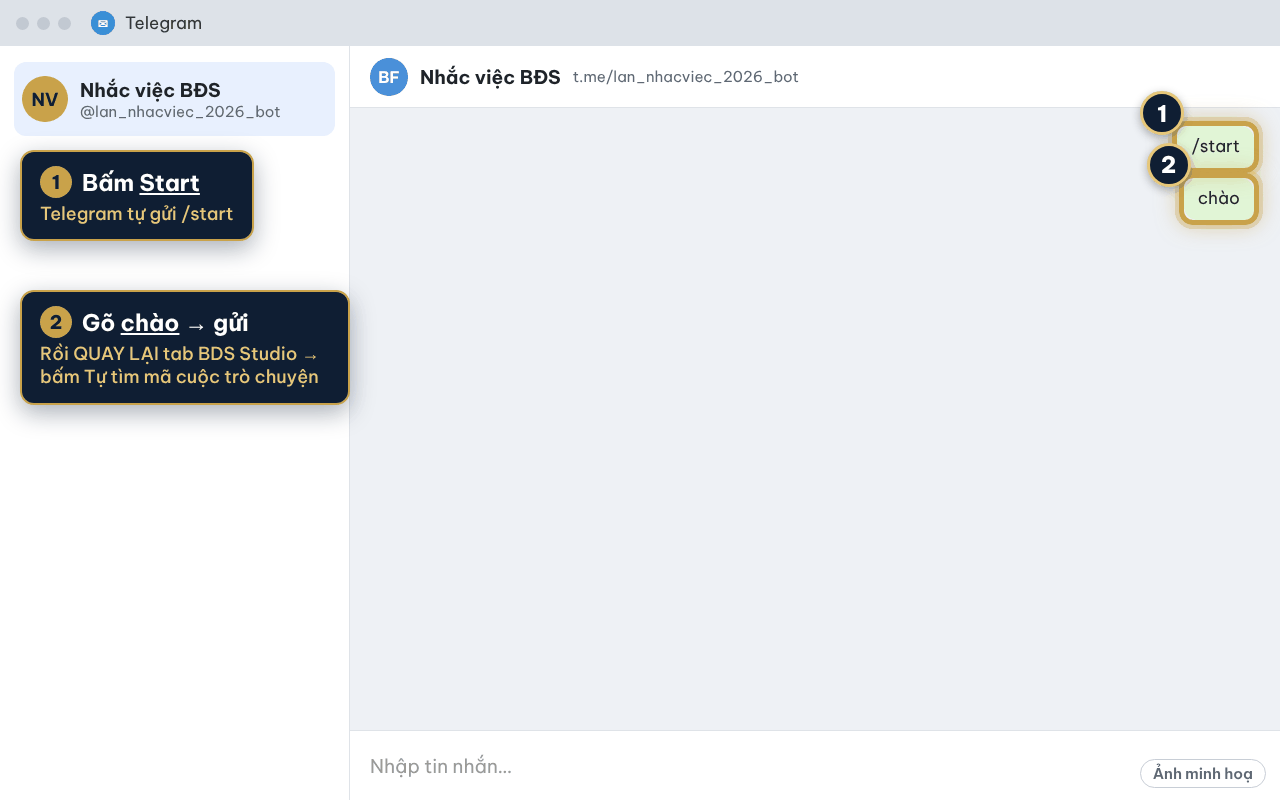 ✉ Telegram
NV
Nhắc việc BĐS
@lan_nhacviec_2026_bot
1 Bấm Start
Telegram tự gửi /start
2 Gõ chào → gửi
Rồi QUAY LẠI tab BDS Studio →
bấm Tự tìm mã cuộc trò chuyện
BF Nhắc việc BĐS t.me/lan_nhacviec_2026_bot
1
/start
2
chào
Nhập tin nhắn...
Ảnh minh hoạ